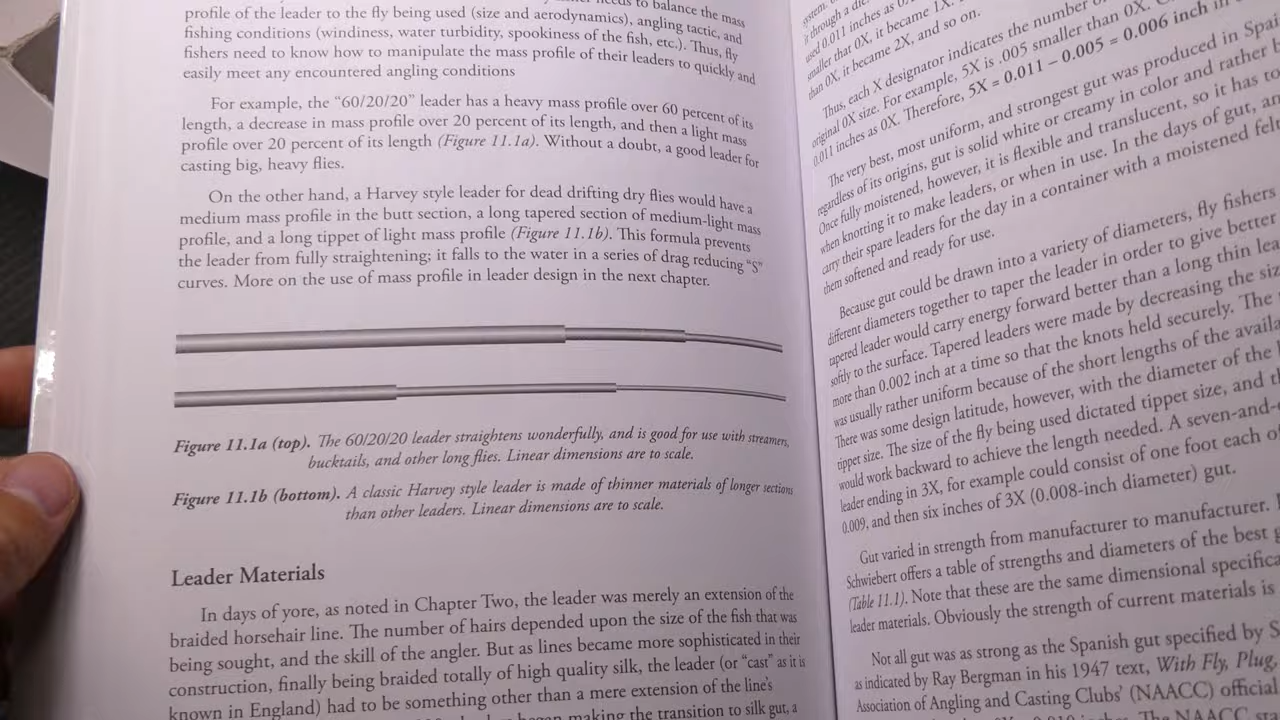 needs to balance the mass
profile of the leader to the fly being used (size and aerodynamics), angling tactic, and
fishing conditions (windiness, water turbidity, spookiness of the fish, etc.). Thus, fly
fishers need to know how to manipulate the mass profile of their leaders to quickly and
easily meet any encountered angling conditions
For example, the “60/20/20” leader has a heavy mass profile over 60 percent of its
length, a decrease in mass profile over 20 percent of its length, and then a light mass
profile over 20 percent of its length (Figure 11.1a). Without a doubt, a good leader for
casting big, heavy flies.
On the other hand, a Harvey style leader for dead drifting dry flies would have a
medium mass profile in the butt section, a long tapered section of medium-light mass
profile, and a long tippet of light mass profile (Figure 11.1b). This formula prevents
the leader from fully straightening; it falls to the water in a series of drag reducing “S”
curves. More on the use of mass profile in leader design in the next chapter.
Figure 11.1a (top). The 60/20/20 leader straightens wonderfully, and is good for use with streamers,
bucktails, and other long flies. Linear dimensions are to scale.
Figure 11.1b (bottom). A classic Harvey style leader is made of thinner materials of longer sections
than other leaders. Linear dimensions are to scale.
Leader Materials
In days of yore, as noted in Chapter Two, the leader was merely an extension of the
braided horsehair line. The number of hairs depended upon the size of the fish that was
being sought, and the skill of the angler. But as lines became more sophisticated in their
construction, finally being braided totally of high quality silk, the leader (or “cast” as it is
known in England) had to be something other than a mere extension of the line's
making the transition to silk gut, a
system.
it through a die.
used 0.011 inches as
smaller that 0X, it became 1X.
than 0X, it became 2X, and so on.
Thus, each X designator indicates the number
original 0X size. For example, 5X is .005 smaller than 0X.
0.011 inches as 0X. Therefore, 5X = 0.011 – 0.005 = 0.006 inch in
The very best, most uniform, and strongest gut was produced in Spain
regardless of its origins, gut is solid white or creamy in color and rather
Once fully moistened, however, it is flexible and translucent, so it has to
when knotting it to make leaders, or when in use. In the days of gut, an
carry their spare leaders for the day in a container with a moistened felt
them softened and ready for use.
Because gut could be drawn into a variety of diameters, fly fishers
different diameters together to taper the leader in order to give better
tapered leader would carry energy forward better than a long thin
softly to the surface. Tapered leaders were made by decreasing the
more than 0.002 inch at a time so that the knots held securely. The
was usually rather uniform because of the short lengths of the
There was some design latitude, however, with the diameter of the
tippet size. The size of the fly being used dictated tippet size, and
would work backward to achieve the length needed. A seven-and-
leader ending in 3X, for example could consist of one foot each of
0.009, and then six inches of 3X (0.008-inch diameter) gut.
Gut varied in strength from manufacturer to manufacturer.
Schwiebert offers a table of strengths and diameters of the best
(Table 11.1). Note that these are the same dimensional
leader materials. Obviously the strength of current materials is
Not all gut was as strong as the Spanish gut specified by
as indicated by Ray Bergman in his 1947 text, With Fly, Plug,
Association of Angling and Casting Clubs' (NAACC) official
The NAACC